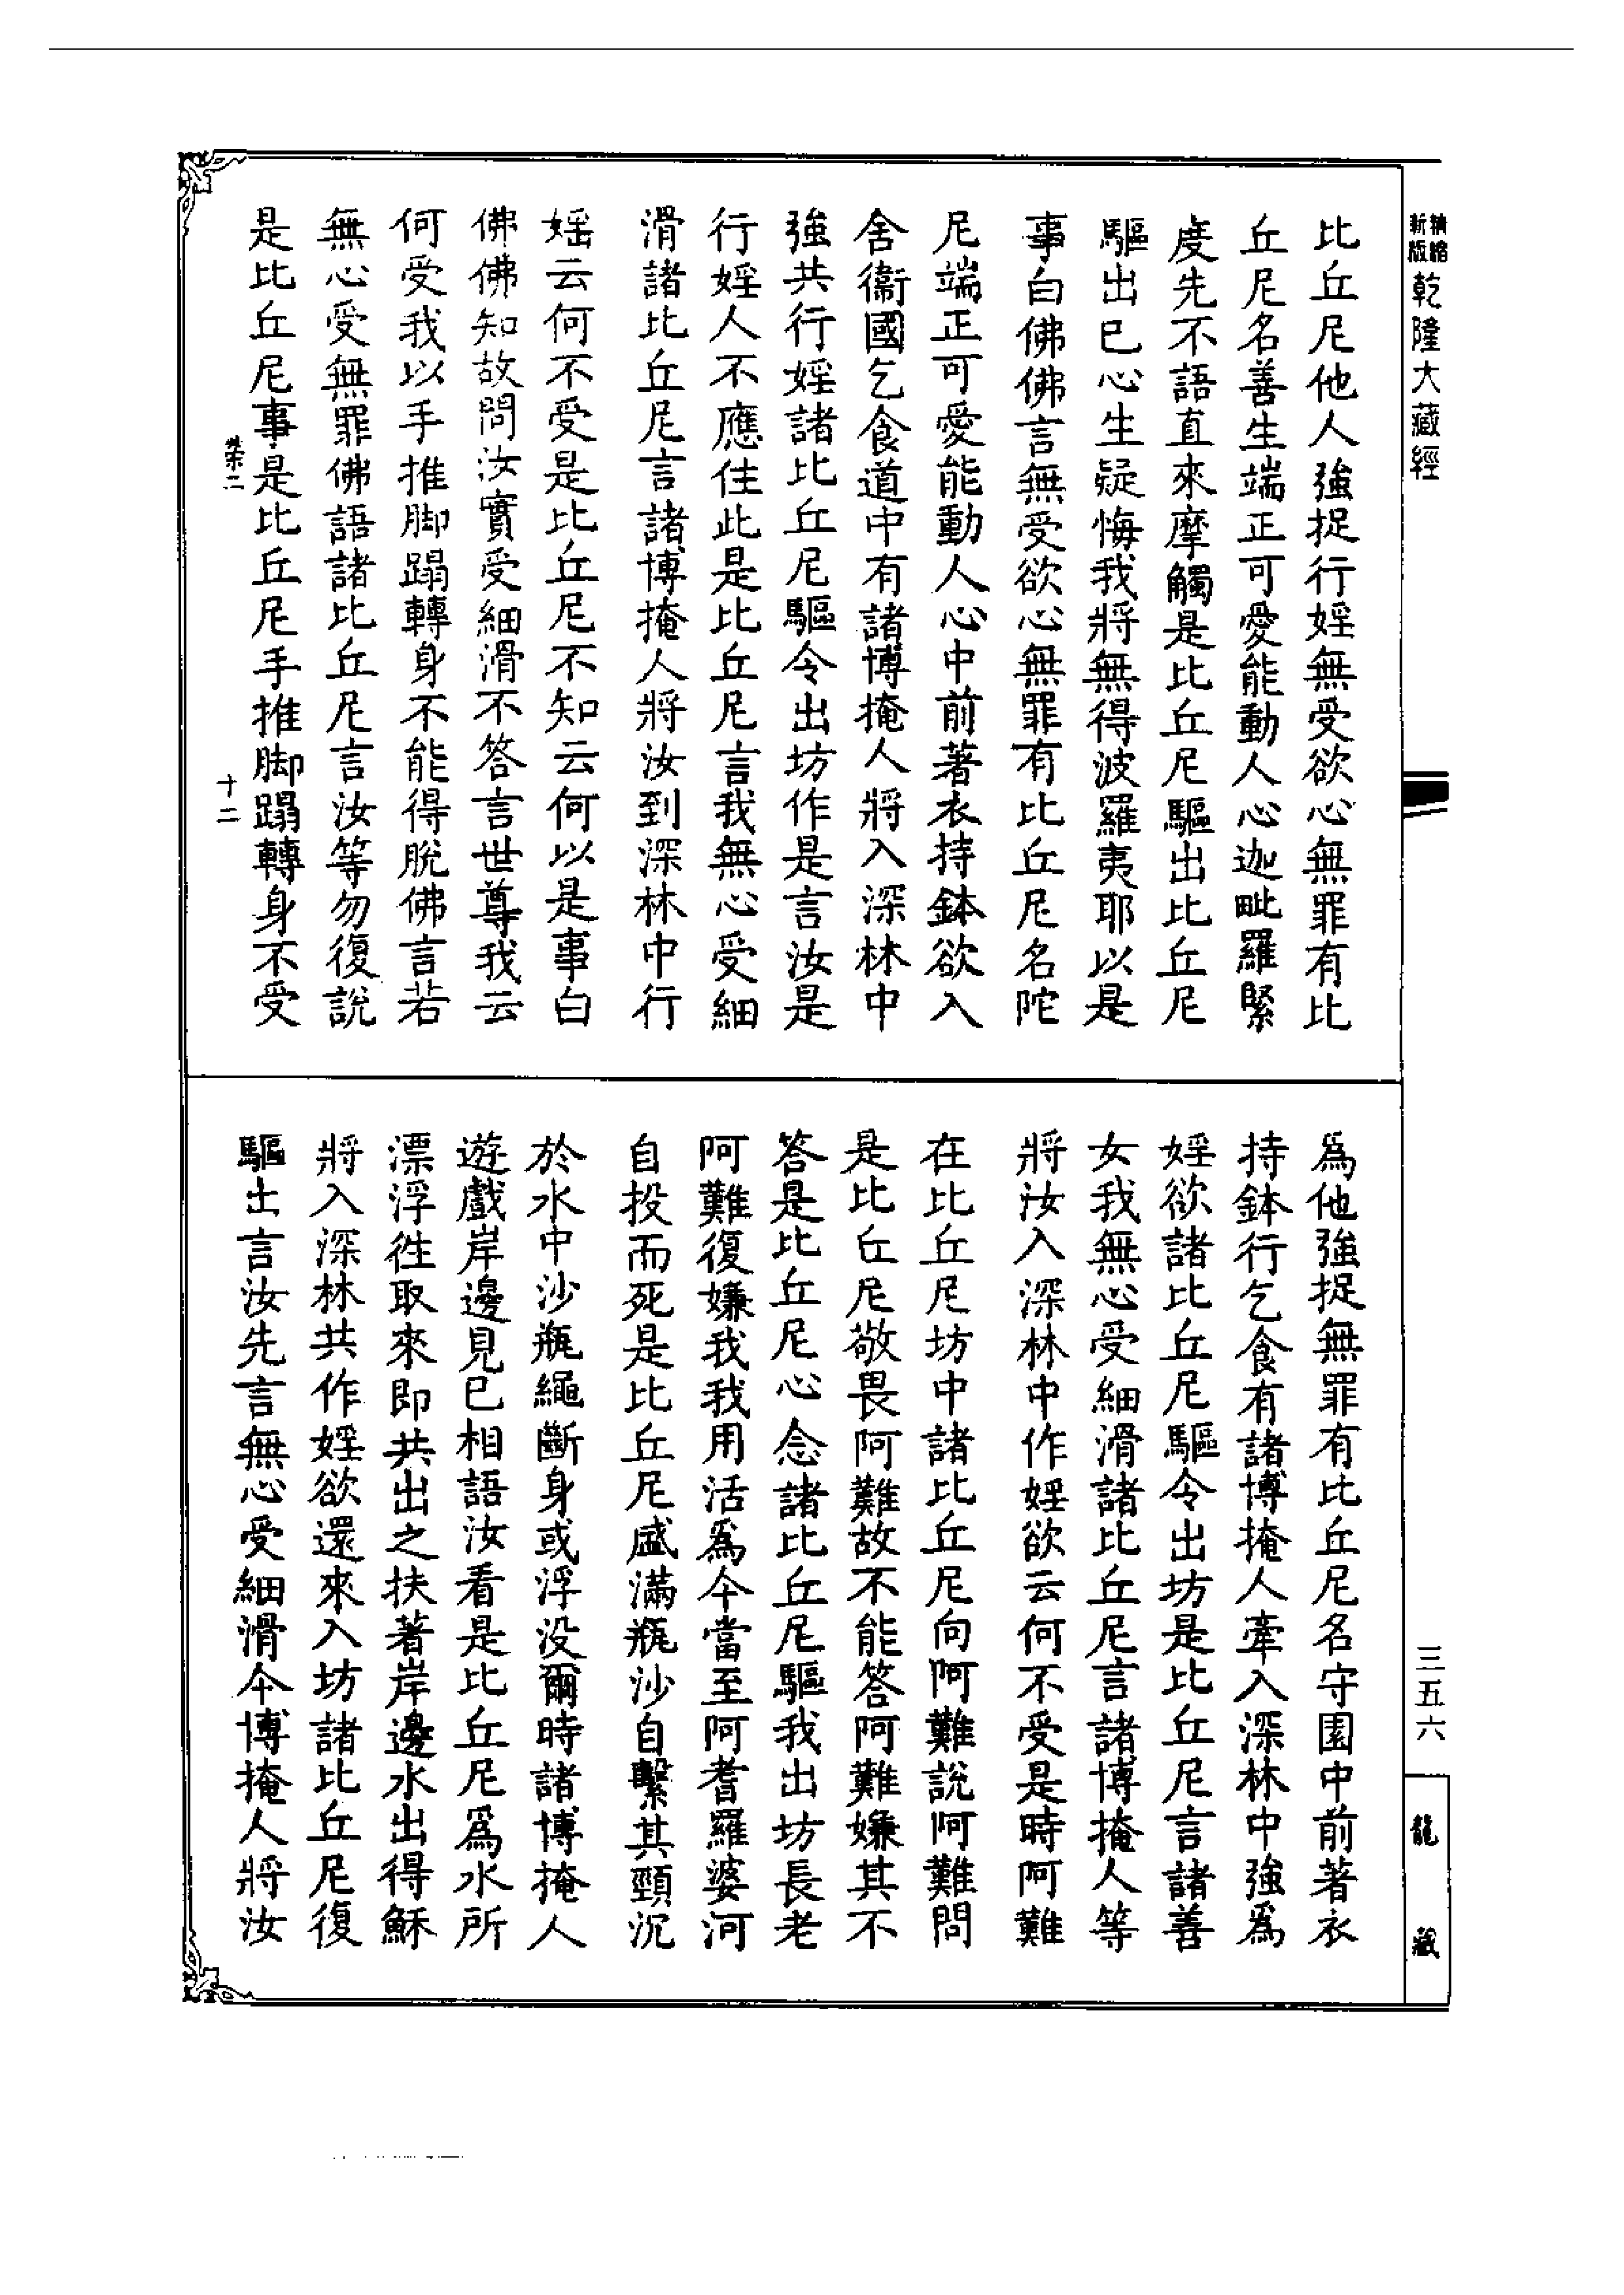 精縮新版乾隆大藏經
比丘尼他人強捉行婬無受欲心無罪有比
丘尼名善生端正可愛能動人心迦毗羅緊
度先不語直來摩觸是比丘尼驅出比丘尼
驅出已心生疑悔我將無得波羅夷耶以是
事白佛佛言無受欲心無罪有比丘尼名陀
尼端正可愛能動人心中前著衣持鉢欲入
舍衞國乞食道中有諸博掩人將入深林中
強共行婬諸比丘尼驅令出坊作是言汝是
行婬人不應住此是比丘尼言我無心受細
滑諸比丘尼言諸博掩人將汝到深林中行
婬云何不受是比丘尼不知云何以是事白
佛佛知故問汝實受細滑不答言世尊我云
何受我以手推脚蹋轉身不能得脫佛言若
無心受無罪佛語諸比丘尼言汝等勿復說
是比丘尼事是比丘尼手推脚蹋轉身不受
十二
爲他強捉無罪有比丘尼名守園中前著衣
持鉢行乞食有諸博掩人牽入深林中強爲
婬欲諸比丘尼驅令出坊是比丘尼言諸善
女我無心受細滑諸比丘尼言諸博掩人等
將汝入深林中作婬欲云何不受是時阿難
在比丘尼坊中諸比丘尼向阿難說阿難問
是比丘尼敬畏阿難故不能答阿難嫌其不
答是比丘尼心念諸比丘尼驅我出坊長老
阿難復嫌我我用活爲今當至阿耆羅婆河
自投而死是比丘尼盛滿瓶沙自繫其頸沉
於水中沙瓶繩斷身或浮没爾時諸博掩人
遊戲岸邊見已相語汝看是比丘尼爲水所
漂浮徃取來即共出之扶著岸邊水出得穌
將入深林共作婬欲還來入坊諸比丘尼復
驅出言汝先言無心受細滑今博掩人將汝
三五六
龍藏